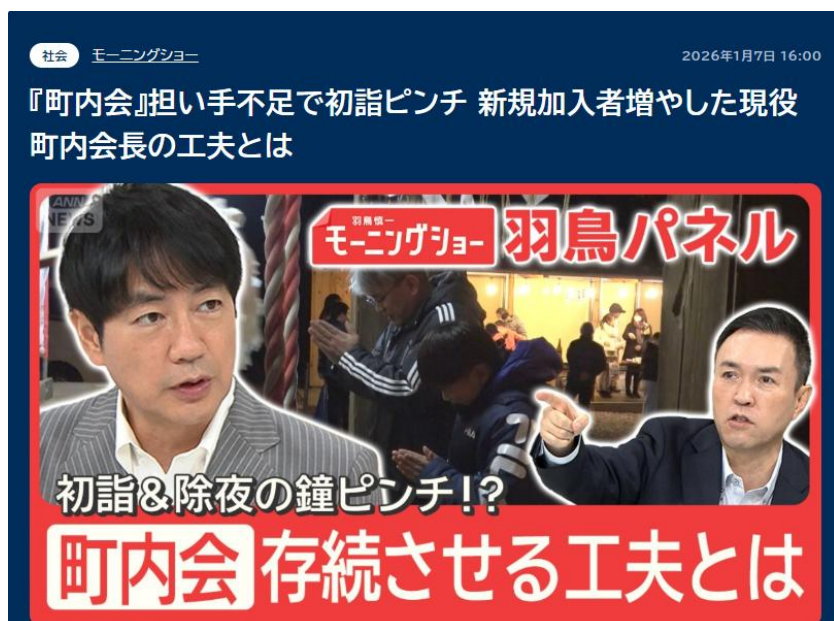 社会 モーニングショー 2026年1月7日 16:00
『町内会』担い手不足で初詣ピンチ 新規加入者増やした現役
町内会長の工夫とは
ANN
NEWS
羽鳥慎一
モーニングショー 羽鳥パネル
FILA
初詣&除夜の鐘ピンチ!?
町内会 存続させる工夫とは